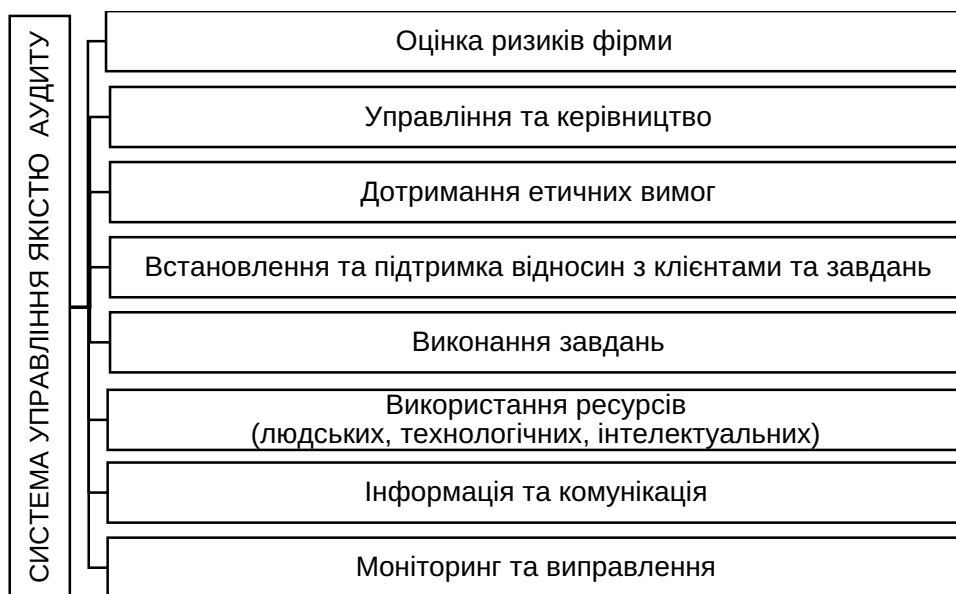 СИСТЕМА УПРАВЛІННЯ ЯКІСТЮ АУДИТУ
Оцінка ризиків фірми
Управління та керівництво
Дотримання етичних вимог
Встановлення та підтримка відносин з клієнтами та завдань
Виконання завдань
Використання ресурсів
(людських, технологічних, інтелектуальних)
Інформація та комунікація
Моніторинг та виправлення